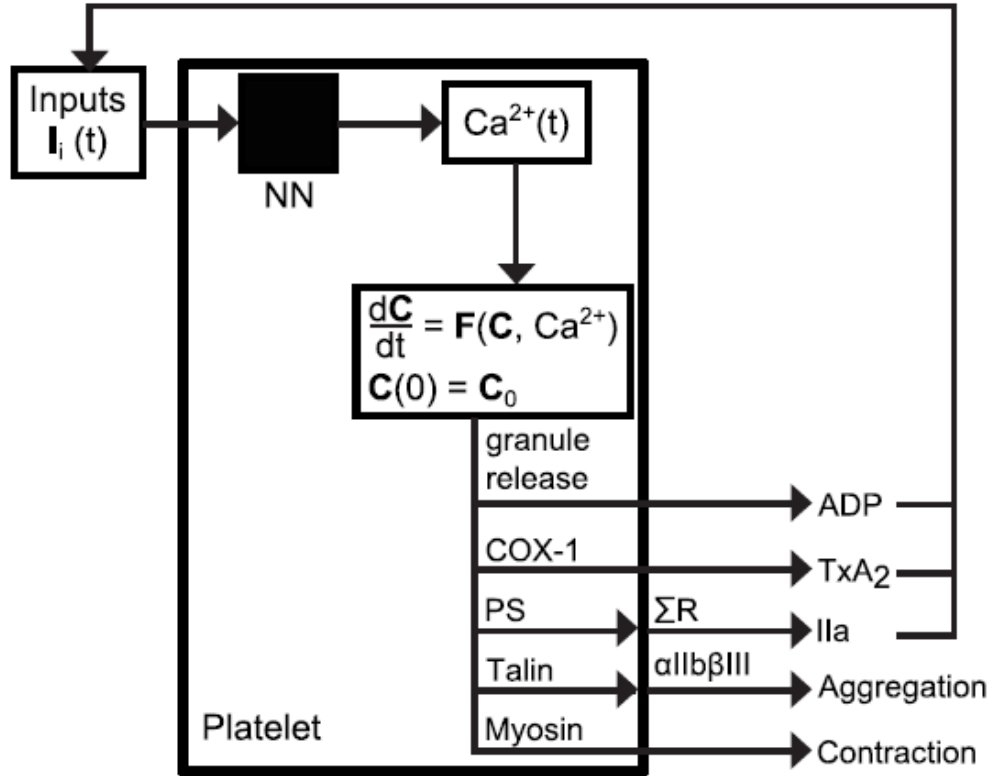 Inputs
I_i (t)
NN
Ca²⁺(t)
dC/dt = F(C, Ca²⁺)
C(0) = C₀
granule
release
ADP
COX-1
TxA₂
PS
ΣR
IIa
Talin
αIIbβIII
Aggregation
Myosin
Contraction
Platelet